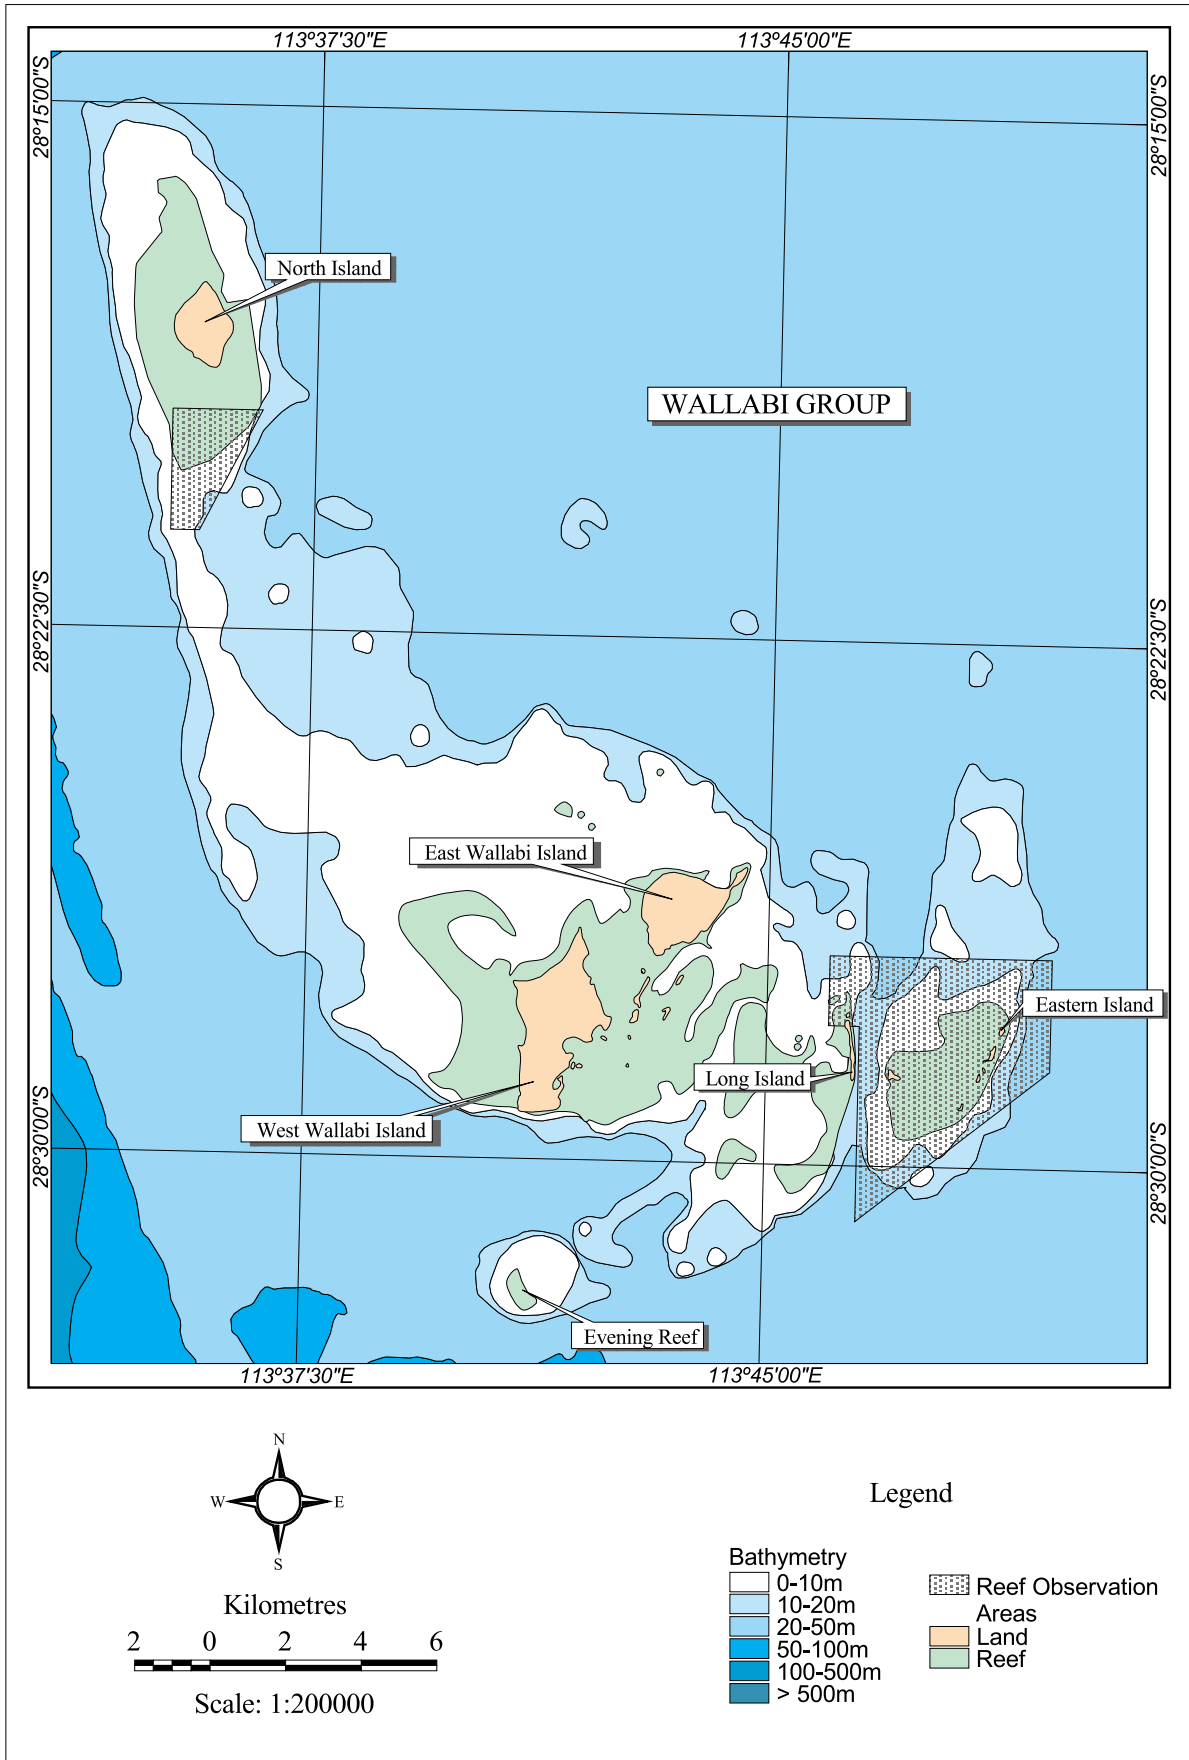 113º37'30"E
113º45'00"E
28º15'00"S
28º15'00"S
North Island
WALLABI GROUP
28º22'30"S
28º22'30"S
East Wallabi Island
Eastern Island
Long Island
West Wallabi Island
28º30'00"S
28º30'00"S
Evening Reef
113º37'30"E
113º45'00"E
N
W
E
S
Kilometres
2 0 2 4 6
Scale: 1:200000
Legend
Bathymetry
0-10m
10-20m
20-50m
50-100m
100-500m
> 500m
Reef Observation
Areas
Land
Reef